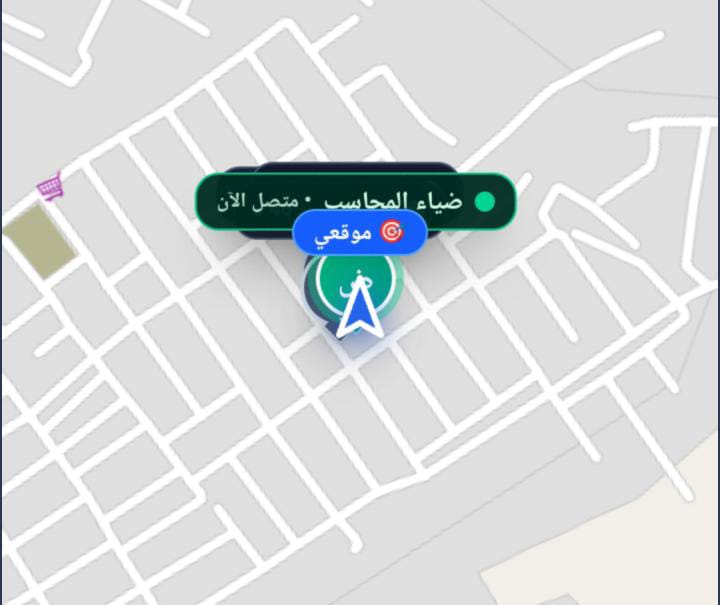 ضياء المحاسب • متصل الآن
موقعي
ض